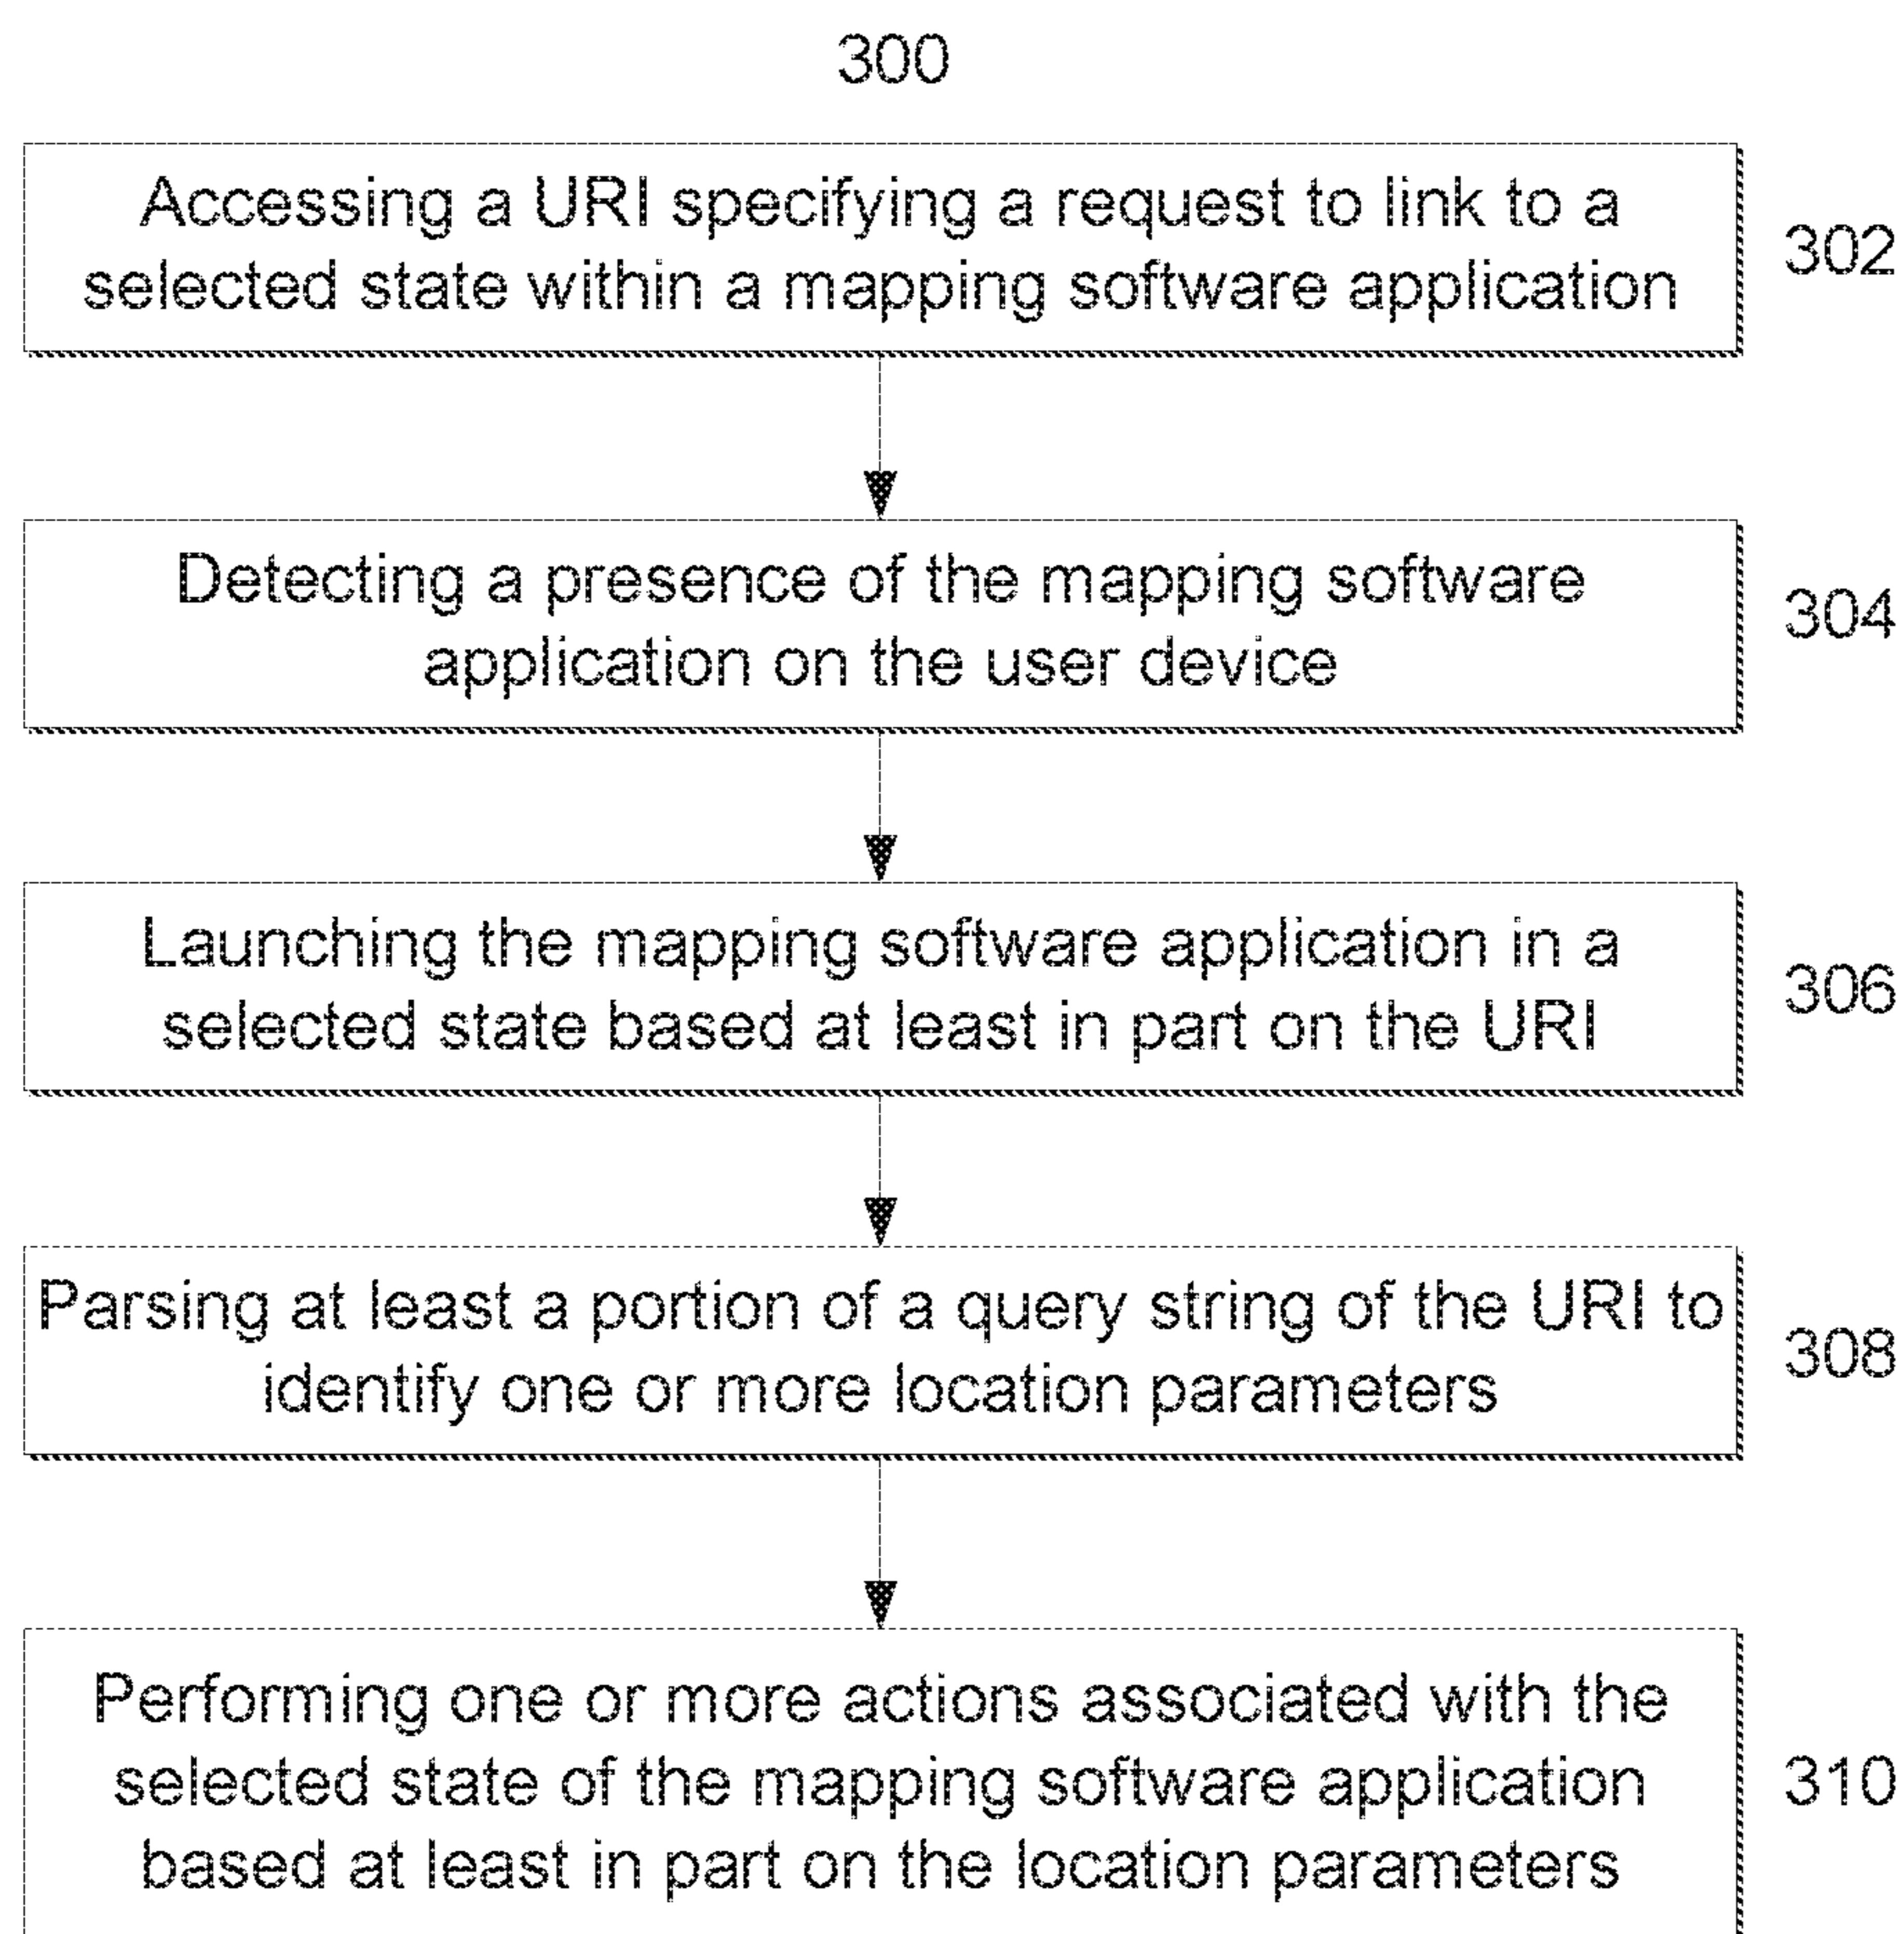 300
Accessing a URI specifying a request to link to a
selected state within a mapping software application
302
Detecting a presence of the mapping software
application on the user device
304
Launching the mapping software application in a
selected state based at least in part on the URI
306
Parsing at least a portion of a query string of the URI to
identify one or more location parameters
308
Performing one or more actions associated with the
selected state of the mapping software application
based at least in part on the location parameters
310